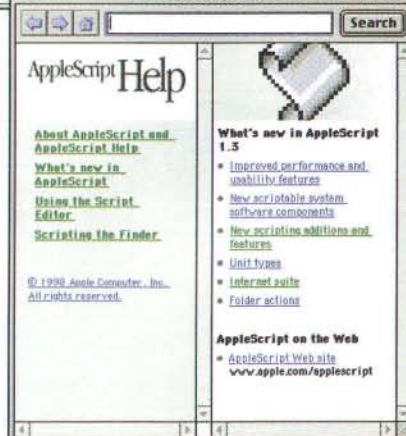 Search
AppleScript Help
About AppleScript and
AppleScript Help
What's new in
AppleScript
Using the Script
Editor
Scripting the Finder
© 1998 Apple Computer, Inc.
All rights reserved.
What's new in AppleScript
1.3
• Improved performance and
usability features
• New scriptable system
software components
• New scripting additions and
features
• Unit types
• Internet suite
• Folder actions
AppleScript on the Web
• AppleScript Web site
www.apple.com/applescript